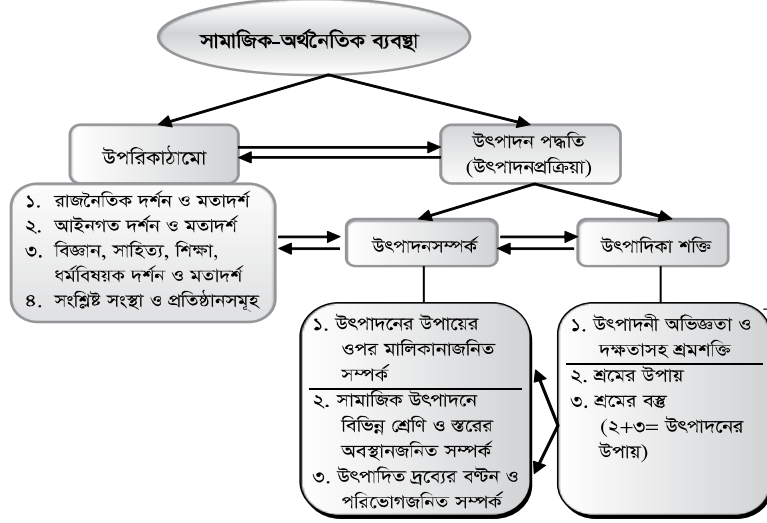 সামাজিক-অর্থনৈতিক ব্যবস্থা
উপরিকাঠামো
উৎপাদন পদ্ধতি
(উৎপাদনপ্রক্রিয়া)
১. রাজনৈতিক দর্শন ও মতাদর্শ
২. আইনগত দর্শন ও মতাদর্শ
৩. বিজ্ঞান, সাহিত্য, শিক্ষা,
ধর্মবিষয়ক দর্শন ও মতাদর্শ
৪. সংশ্লিষ্ট সংস্থা ও প্রতিষ্ঠানসমূহ
উৎপাদনসম্পর্ক
উৎপাদিকা শক্তি
১. উৎপাদনের উপায়ের
ওপর মালিকানাজনিত
সম্পর্ক
২. সামাজিক উৎপাদনে
বিভিন্ন শ্রেণি ও স্তরের
অবস্থানজনিত সম্পর্ক
৩. উৎপাদিত দ্রব্যের বণ্টন ও
পরিভোগজনিত সম্পর্ক
১. উৎপাদনী অভিজ্ঞতা ও
দক্ষতাসহ শ্রমশক্তি
২. শ্রমের উপায়
৩. শ্রমের বস্তু
(২+৩= উৎপাদনের
উপায়)